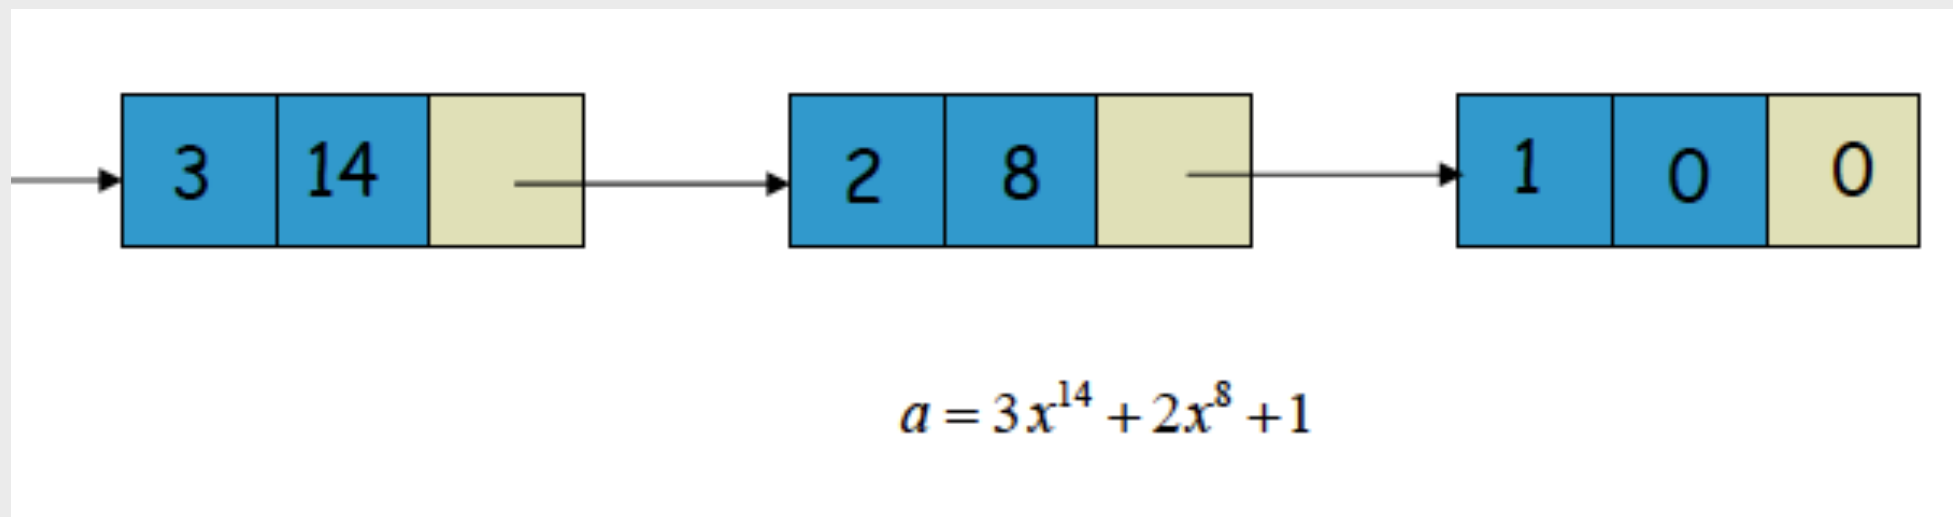 3 14 2 8 1 0 0
a = 3x¹⁴ + 2x⁸ + 1